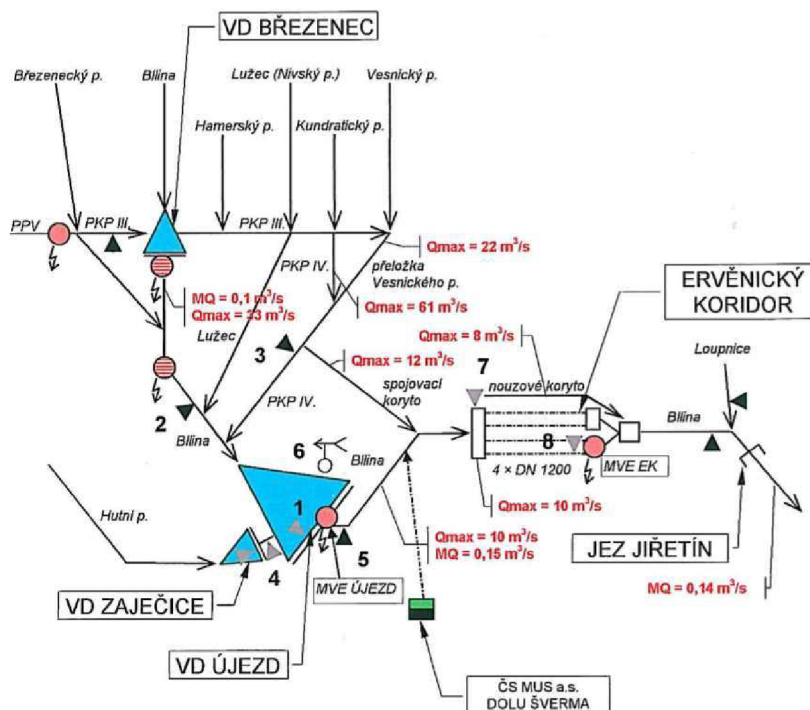 VD BŘEZENEC
Březenecký p.
Bílina
Lužec (Nivský p.)
Vesnický p.
Hamerský p.
Kundratický p.
PPV
PKP III.
PKP III.
Qmax = 22 m³/s
PKP IV.
přeložka
Vesnického p.
ERVĚNICKÝ
KORIDOR
MQ = 0,1 m³/s
Qmax = 33 m³/s
Qmax = 61 m³/s
Lužec
3
Qmax = 8 m³/s
Qmax = 12 m³/s
7
Loupnice
spojovací
koryto
nouzové koryto
2
PKP IV.
Bílina
6
Bílina
8
Bílina
4 × DN 1200
MVE EK
Hutní p.
1
Qmax = 10 m³/s
Qmax = 10 m³/s
MQ = 0,15 m³/s
5
4
JEZ JIŘETÍN
MVE ÚJEZD
MQ = 0,14 m³/s
VD ZAJEČICE
VD ÚJEZD
ČS MUS a.s.
DOLU ŠVERMA